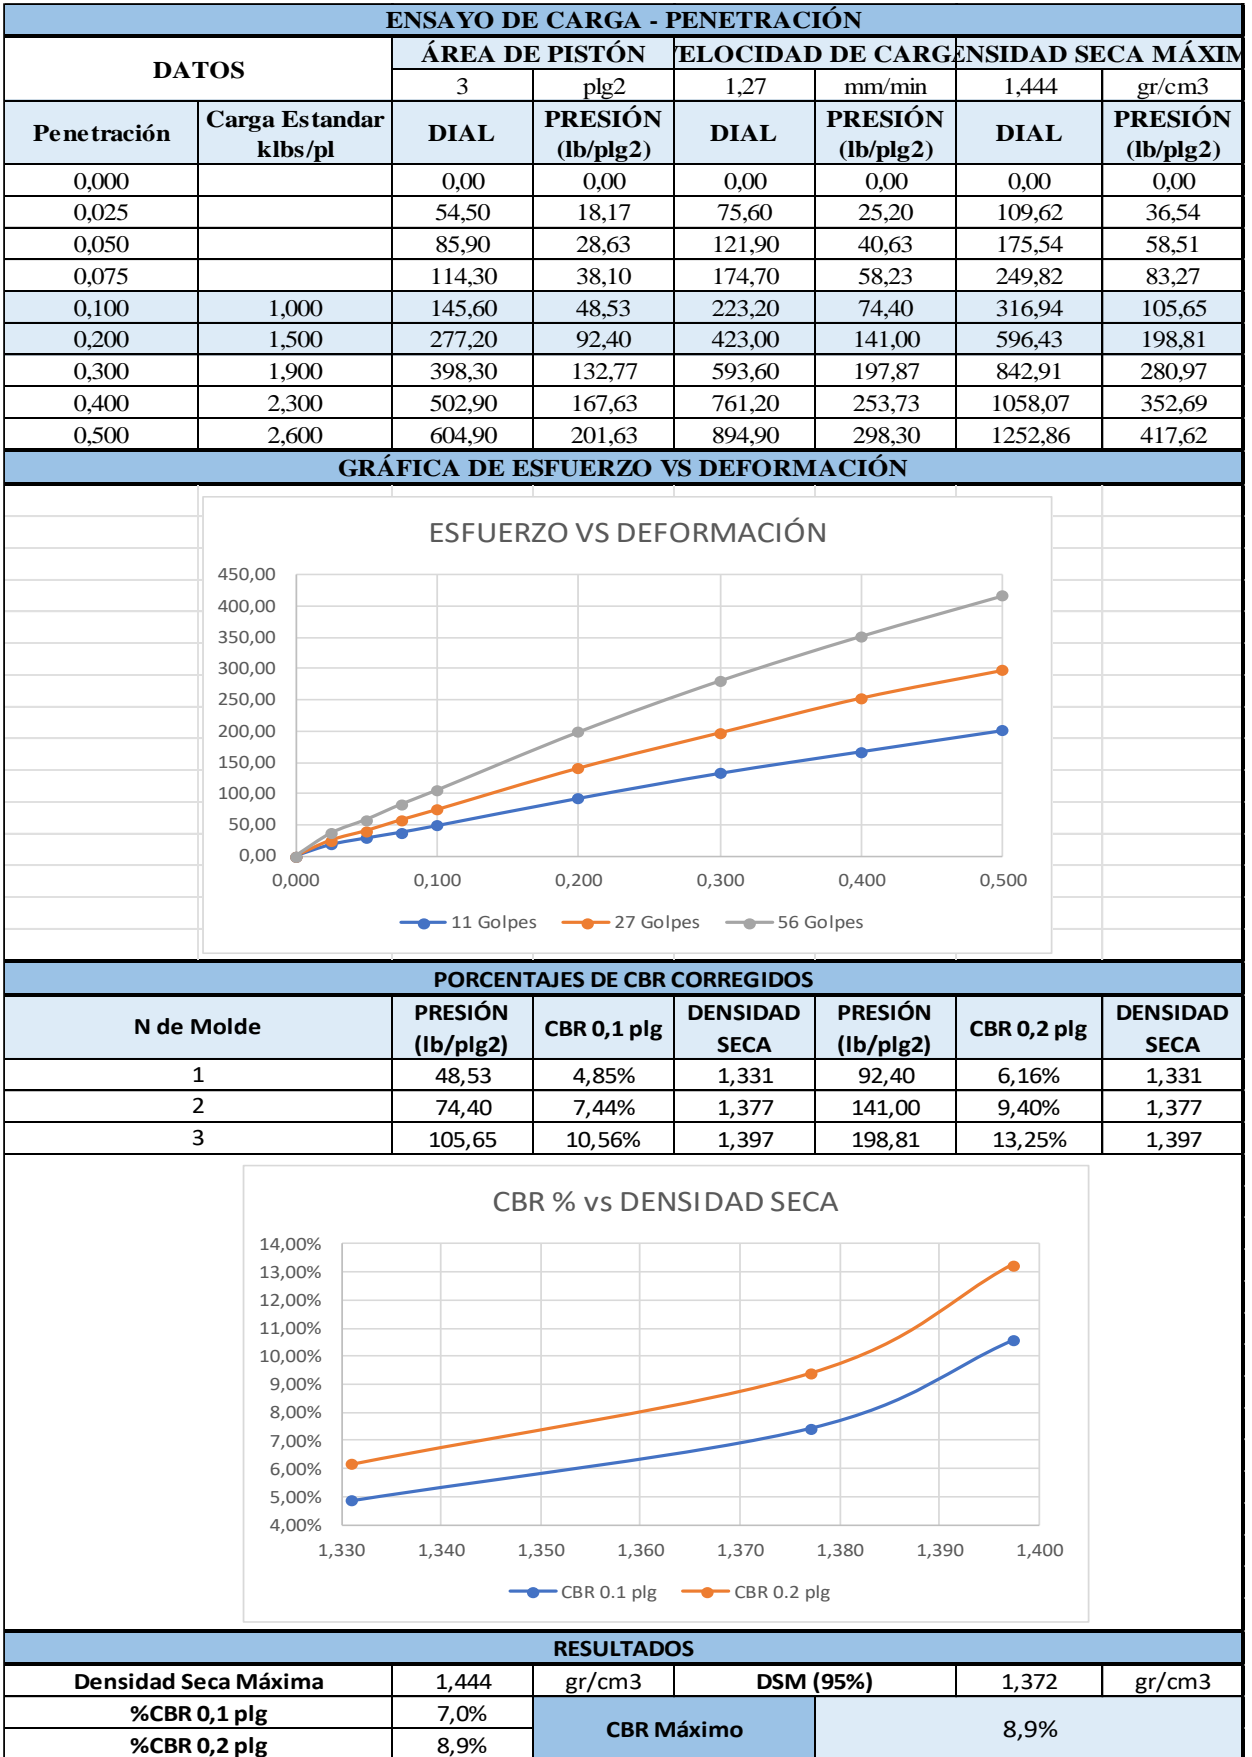 ENSAYO DE CARGA - PENETRACIÓN
DATOS ÁREA DE PISTÓN VELOCIDAD DE CARGA DENSIDAD SECA MÁXIM
3 plg2 1,27 mm/min 1,444 gr/cm3
Penetración Carga Estandar klbs/pl DIAL PRESIÓN (lb/plg2) DIAL PRESIÓN (lb/plg2) DIAL PRESIÓN (lb/plg2)
0,000 0,00 0,00 0,00 0,00 0,00 0,00
0,025 54,50 18,17 75,60 25,20 109,62 36,54
0,050 85,90 28,63 121,90 40,63 175,54 58,51
0,075 114,30 38,10 174,70 58,23 249,82 83,27
0,100 1,000 145,60 48,53 223,20 74,40 316,94 105,65
0,200 1,500 277,20 92,40 423,00 141,00 596,43 198,81
0,300 1,900 398,30 132,77 593,60 197,87 842,91 280,97
0,400 2,300 502,90 167,63 761,20 253,73 1058,07 352,69
0,500 2,600 604,90 201,63 894,90 298,30 1252,86 417,62
GRÁFICA DE ESFUERZO VS DEFORMACIÓN
ESFUERZO VS DEFORMACIÓN
450,00
400,00
350,00
300,00
250,00
200,00
150,00
100,00
50,00
0,00
0,000 0,100 0,200 0,300 0,400 0,500
11 Golpes 27 Golpes 56 Golpes
PORCENTAJES DE CBR CORREGIDOS
N de Molde PRESIÓN (lb/plg2) CBR 0,1 plg DENSIDAD SECA PRESIÓN (lb/plg2) CBR 0,2 plg DENSIDAD SECA
1 48,53 4,85% 1,331 92,40 6,16% 1,331
2 74,40 7,44% 1,377 141,00 9,40% 1,377
3 105,65 10,56% 1,397 198,81 13,25% 1,397
CBR % vs DENSIDAD SECA
14,00%
13,00%
12,00%
11,00%
10,00%
9,00%
8,00%
7,00%
6,00%
5,00%
4,00%
1,330 1,340 1,350 1,360 1,370 1,380 1,390 1,400
CBR 0.1 plg CBR 0.2 plg
RESULTADOS
Densidad Seca Máxima 1,444 gr/cm3 DSM (95%) 1,372 gr/cm3
%CBR 0,1 plg 7,0% CBR Máximo 8,9%
%CBR 0,2 plg 8,9%